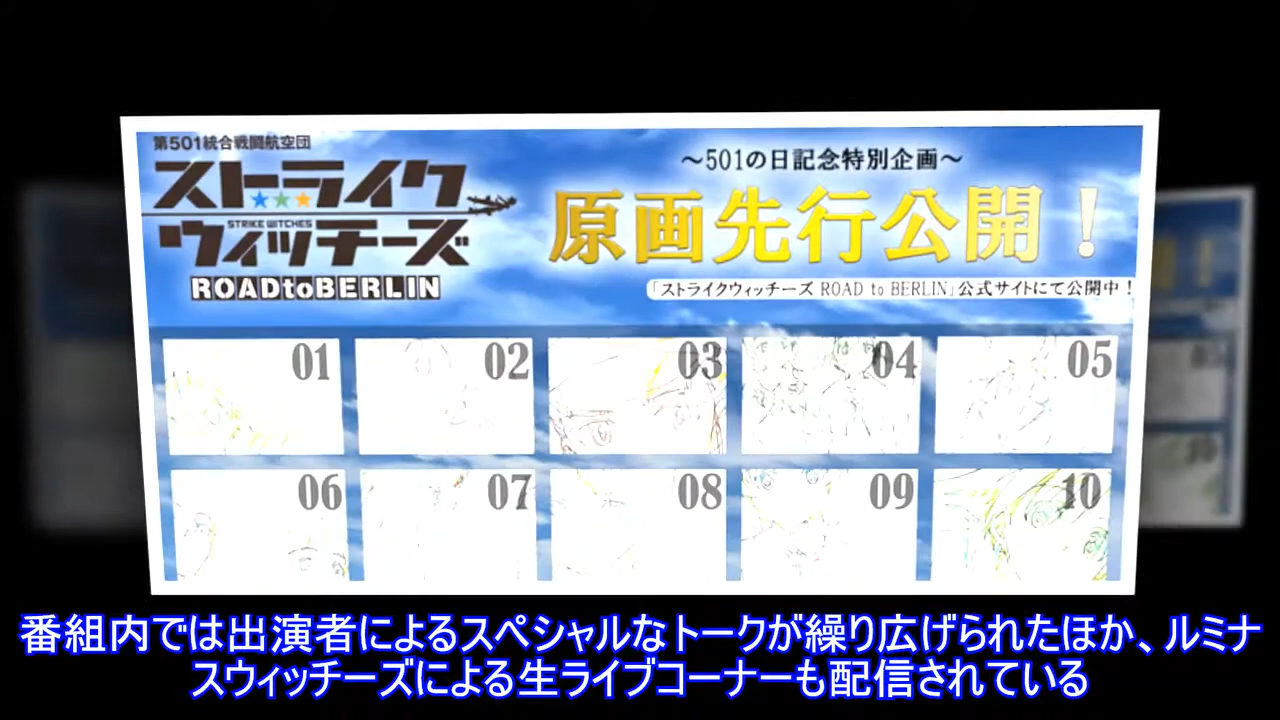 第501統合戦闘航空団
ストライク
STRIKE WITCHES
ウィッチーズ
ROADtoBERLIN
～501の日記念特別企画～
原画先行公開！
「ストライクウィッチーズ ROAD to BERLIN」公式サイトにて公開中！
01 02 03 04 05
06 07 08 09 10
番組内では出演者によるスペシャルなトークが繰り広げられたほか、ルミナ
スウィッチーズによる生ライブコーナーも配信されている